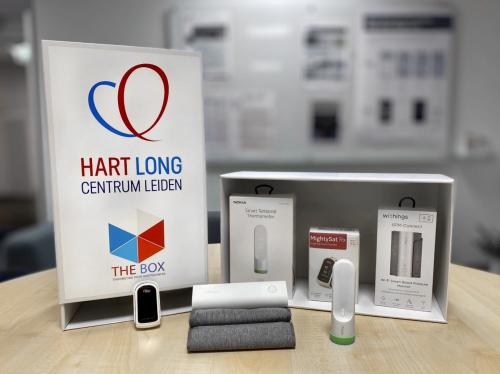 HART LONG
CENTRUM LEIDEN
THE BOX
NOKIA
Smart Temporal
Thermometer
MightySat Rx
withings
BPM Connect
Wi-Fi Smart Blood Pressure
Monitor